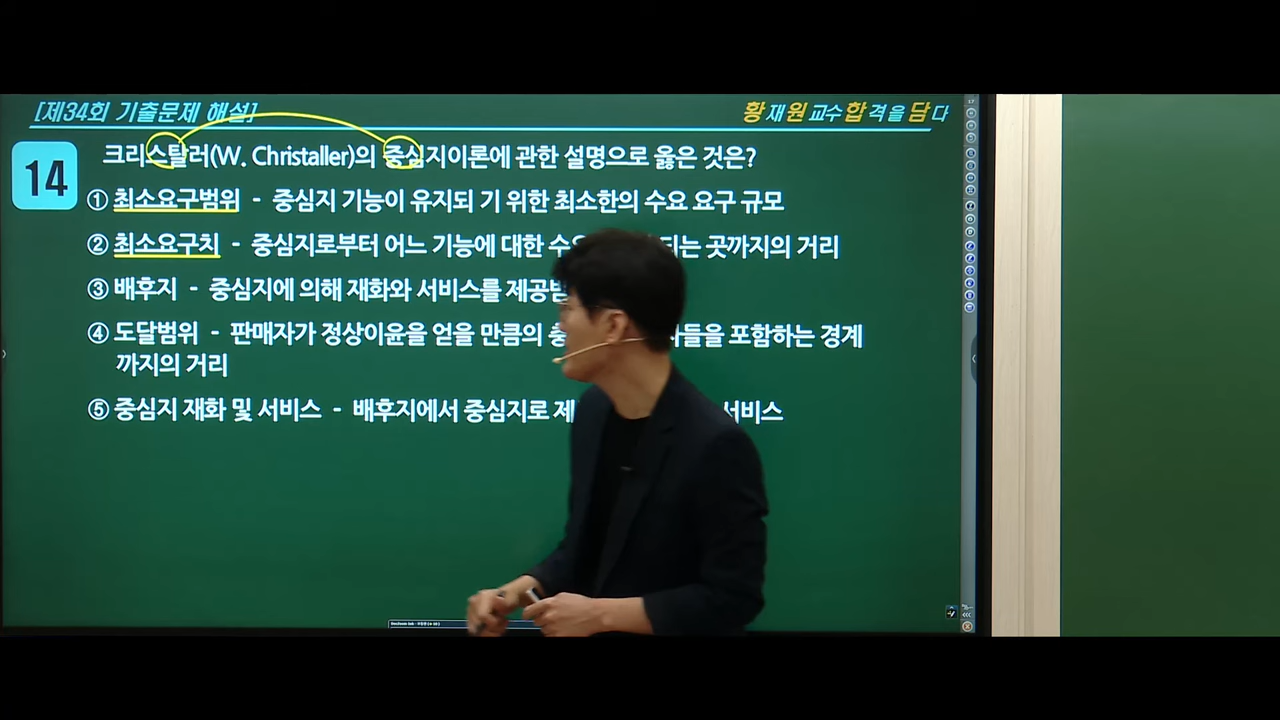 [제34회 기출문제 해설]
황재원교수합격을담다
14
크리스탈러(W. Christaller)의 중심지이론에 관한 설명으로 옳은 것은?
① 최소요구범위 - 중심지 기능이 유지되 기 위한 최소한의 수요 요구 규모
② 최소요구치 - 중심지로부터 어느 기능에 대한 되는 곳까지의 거리
③ 배후지 - 중심지에 의해 재화와 서비스를
④ 도달범위 - 판매자가 정상이윤을 얻을 만큼의 포함하는 경계
까지의 거리
⑤ 중심지 재화 및 서비스 - 배후지에서 중심지로 서비스